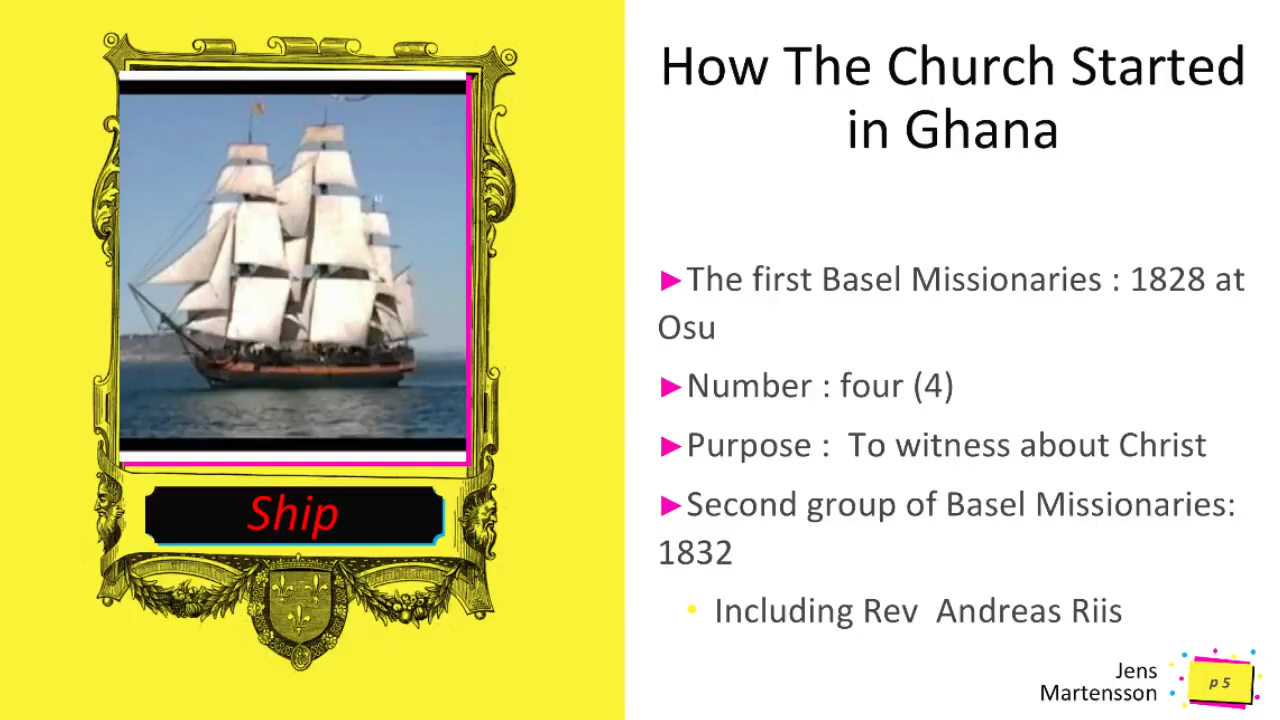 How The Church Started
in Ghana
►The first Basel Missionaries : 1828 at
Osu
►Number : four (4)
►Purpose :  To witness about Christ
►Second group of Basel Missionaries:
1832
• Including Rev  Andreas Riis
Ship
Jens
Martensson
p 5